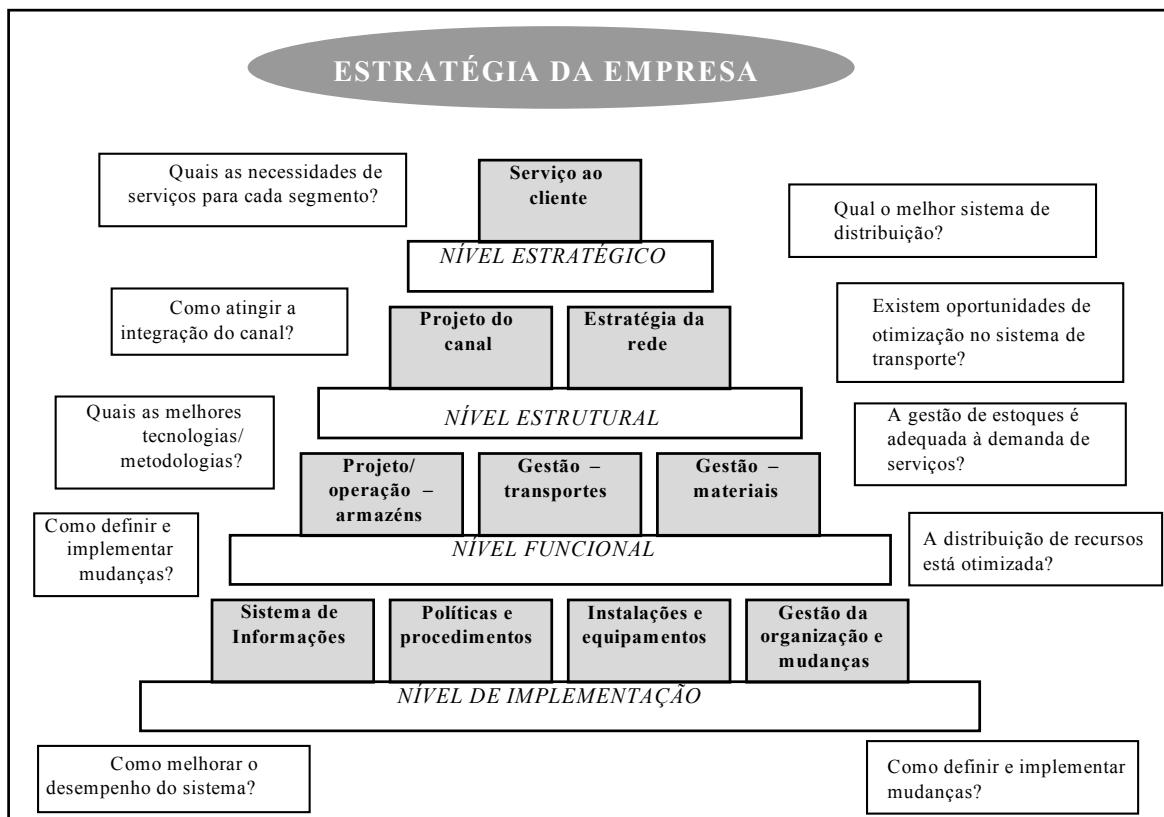 ESTRATÉGIA DA EMPRESA
Quais as necessidades de
serviços para cada segmento?
Serviço ao
cliente
Qual o melhor sistema de
distribuição?
NÍVEL ESTRATÉGICO
Como atingir a
integração do canal?
Projeto do
canal
Estratégia da
rede
Existem oportunidades de
otimização no sistema de
transporte?
NÍVEL ESTRUTURAL
Quais as melhores
tecnologias/
metodologias?
A gestão de estoques é
adequada à demanda de
serviços?
Projeto/
operação –
armazéns
Gestão –
transportes
Gestão –
materiais
NÍVEL FUNCIONAL
Como definir e
implementar
mudanças?
A distribuição de recursos
está otimizada?
Sistema de
Informações
Políticas e
procedimentos
Instalações e
equipamentos
Gestão da
organização e
mudanças
NÍVEL DE IMPLEMENTAÇÃO
Como melhorar o
desempenho do sistema?
Como definir e implementar
mudanças?